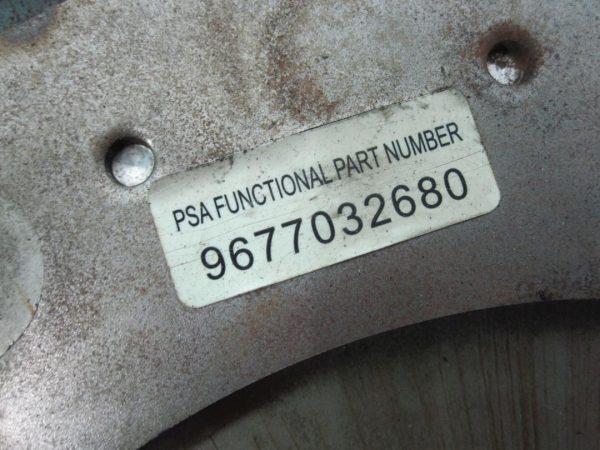 PSA FUNCTIONAL PART NUMBER
9677032680